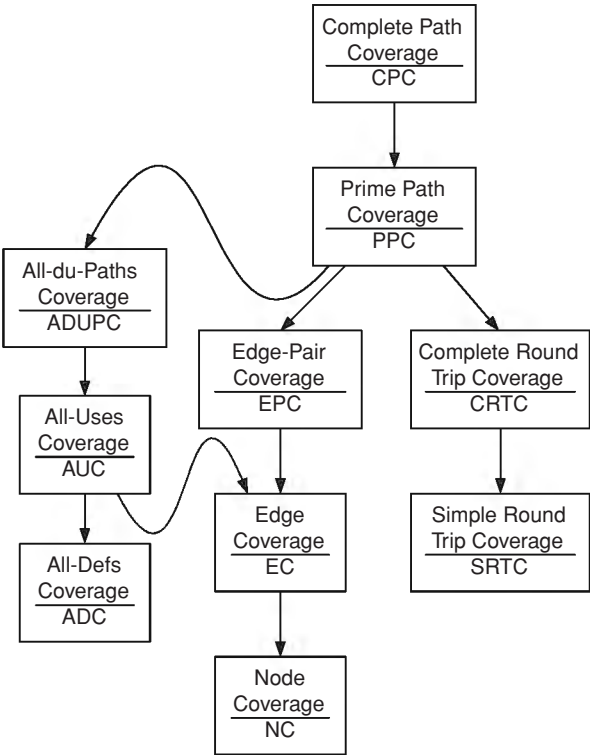 Complete Path
Coverage
CPC
Prime Path
Coverage
PPC
All-du-Paths
Coverage
ADUPC
Edge-Pair
Coverage
EPC
Complete Round
Trip Coverage
CRTC
All-Uses
Coverage
AUC
Edge
Coverage
EC
Simple Round
Trip Coverage
SRTC
All-Defs
Coverage
ADC
Node
Coverage
NC